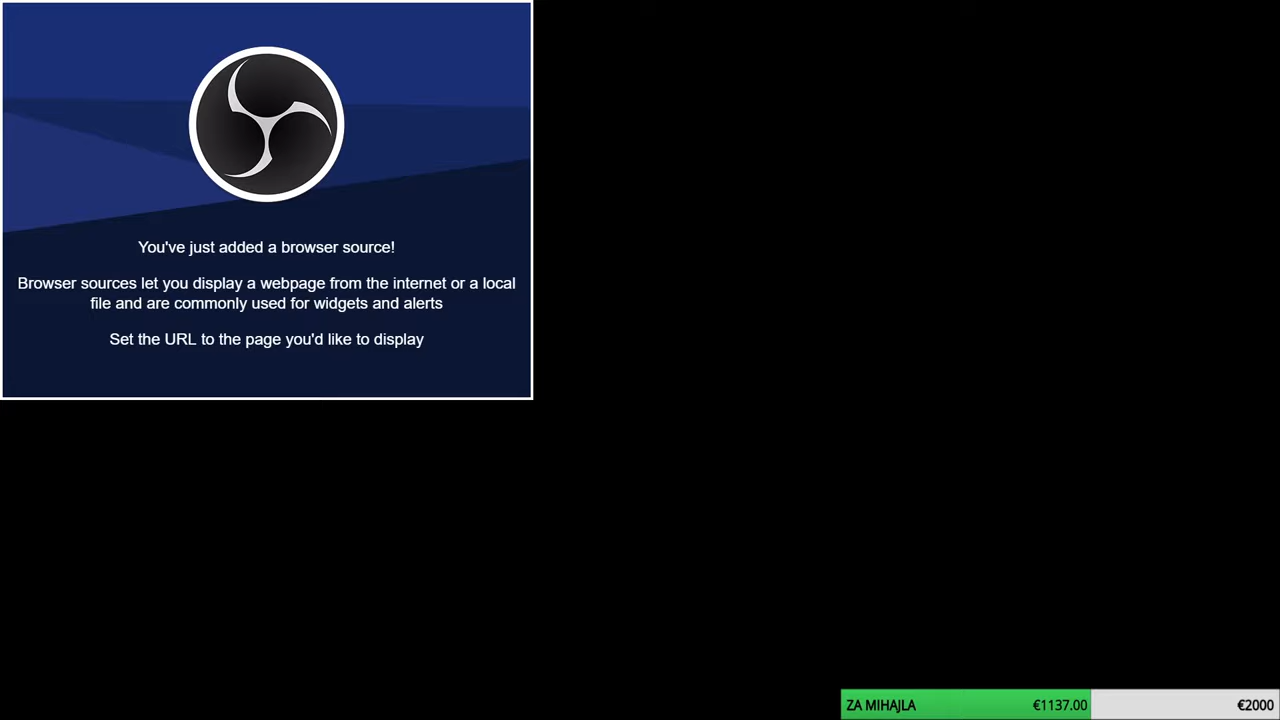 You've just added a browser source!
Browser sources let you display a webpage from the internet or a local
file and are commonly used for widgets and alerts
Set the URL to the page you'd like to display
ZA MIHAJLA €1137.00 €2000